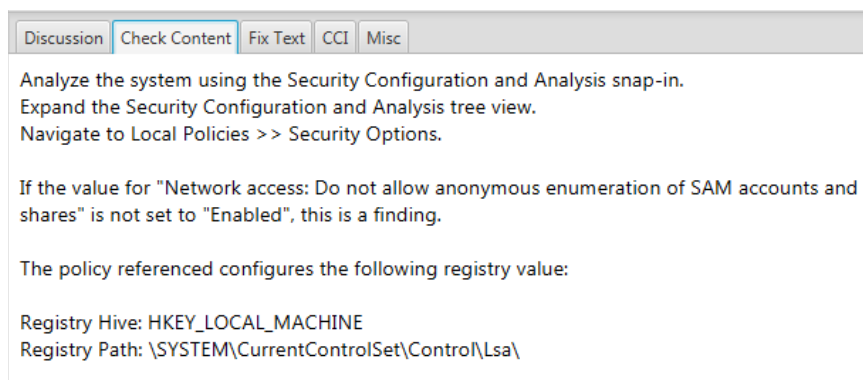 Discussion Check Content Fix Text CCI Misc
Analyze the system using the Security Configuration and Analysis snap-in.
Expand the Security Configuration and Analysis tree view.
Navigate to Local Policies >> Security Options.
If the value for "Network access: Do not allow anonymous enumeration of SAM accounts and
shares" is not set to "Enabled", this is a finding.
The policy referenced configures the following registry value:
Registry Hive: HKEY_LOCAL_MACHINE
Registry Path: \SYSTEM\CurrentControlSet\Control\Lsa\